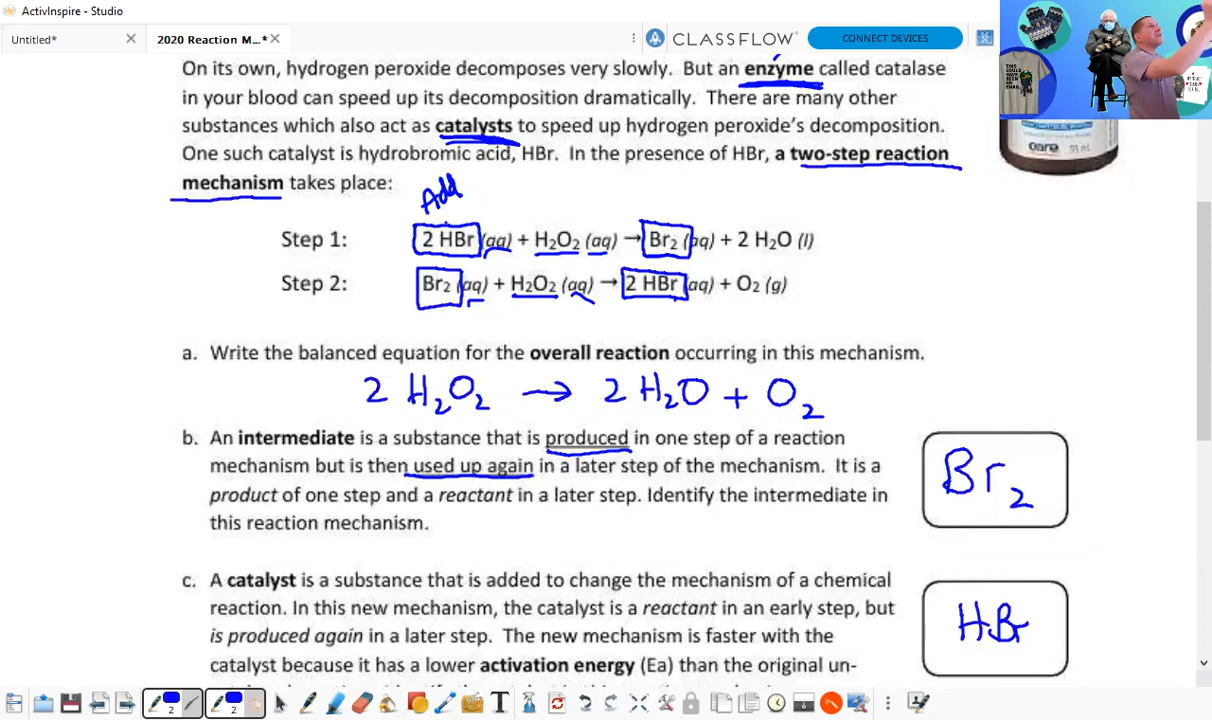 ActivInspire - Studio
Untitled*
2020 Reaction M...*
CLASSFLOW
CONNECT DEVICES
On its own, hydrogen peroxide decomposes very slowly. But an enzyme called catalase
in your blood can speed up its decomposition dramatically. There are many other
substances which also act as catalysts to speed up hydrogen peroxide's decomposition.
One such catalyst is hydrobromic acid, HBr. In the presence of HBr, a two-step reaction
mechanism takes place:
Add
Step 1: 2 HBr (aq) + H₂O₂ (aq) → Br₂ (aq) + 2 H₂O (l)
Step 2: Br₂ (aq) + H₂O₂ (aq) → 2 HBr (aq) + O₂ (g)
a. Write the balanced equation for the overall reaction occurring in this mechanism.
2 H₂O₂ → 2 H₂O + O₂
b. An intermediate is a substance that is produced in one step of a reaction
mechanism but is then used up again in a later step of the mechanism. It is a
product of one step and a reactant in a later step. Identify the intermediate in
this reaction mechanism.
Br₂
c. A catalyst is a substance that is added to change the mechanism of a chemical
reaction. In this new mechanism, the catalyst is a reactant in an early step, but
is produced again in a later step. The new mechanism is faster with the
catalyst because it has a lower activation energy (Ea) than the original un-
HBr
2
2